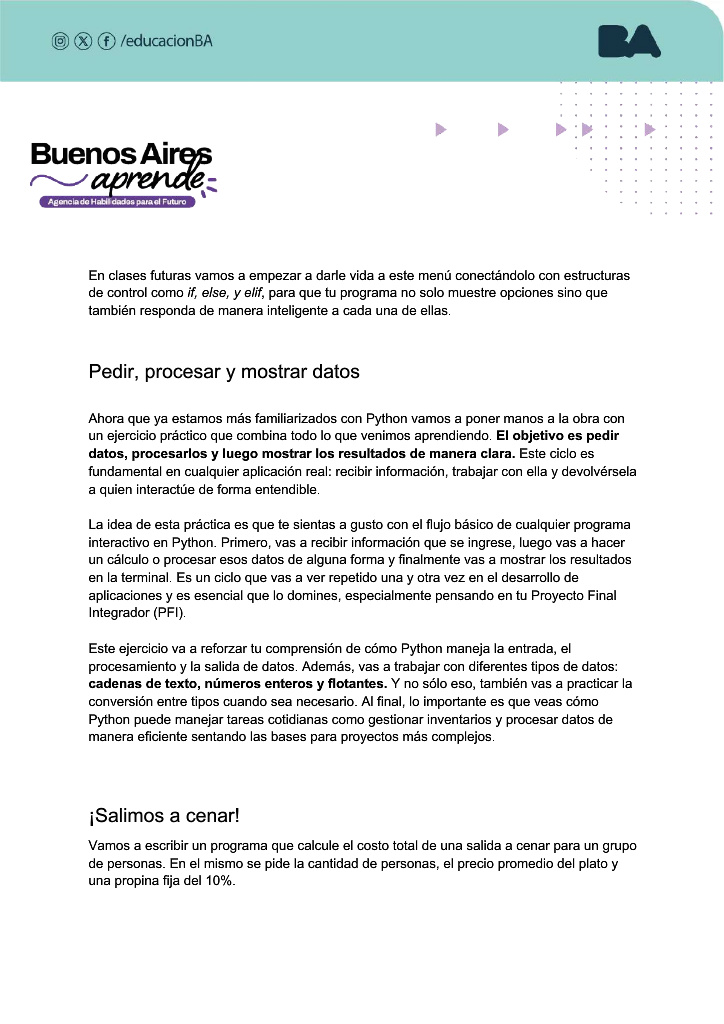 /educacionBA
BA
Buenos Aires
aprende
Agencia de Habilidades para el Futuro
En clases futuras vamos a empezar a darle vida a este menú conectándolo con estructuras
de control como if, else, y elif, para que tu programa no solo muestre opciones sino que
también responda de manera inteligente a cada una de ellas.
Pedir, procesar y mostrar datos
Ahora que ya estamos más familiarizados con Python vamos a poner manos a la obra con
un ejercicio práctico que combina todo lo que venimos aprendiendo. El objetivo es pedir
datos, procesarlos y luego mostrar los resultados de manera clara. Este ciclo es
fundamental en cualquier aplicación real: recibir información, trabajar con ella y devolvérsela
a quien interactúe de forma entendible.
La idea de esta práctica es que te sientas a gusto con el flujo básico de cualquier programa
interactivo en Python. Primero, vas a recibir información que se ingrese, luego vas a hacer
un cálculo o procesar esos datos de alguna forma y finalmente vas a mostrar los resultados
en la terminal. Es un ciclo que vas a ver repetido una y otra vez en el desarrollo de
aplicaciones y es esencial que lo domines, especialmente pensando en tu Proyecto Final
Integrador (PFI).
Este ejercicio va a reforzar tu comprensión de cómo Python maneja la entrada, el
procesamiento y la salida de datos. Además, vas a trabajar con diferentes tipos de datos:
cadenas de texto, números enteros y flotantes. Y no sólo eso, también vas a practicar la
conversión entre tipos cuando sea necesario. Al final, lo importante es que veas cómo
Python puede manejar tareas cotidianas como gestionar inventarios y procesar datos de
manera eficiente sentando las bases para proyectos más complejos.
¡Salimos a cenar!
Vamos a escribir un programa que calcule el costo total de una salida a cenar para un grupo
de personas. En el mismo se pide la cantidad de personas, el precio promedio del plato y
una propina fija del 10%.